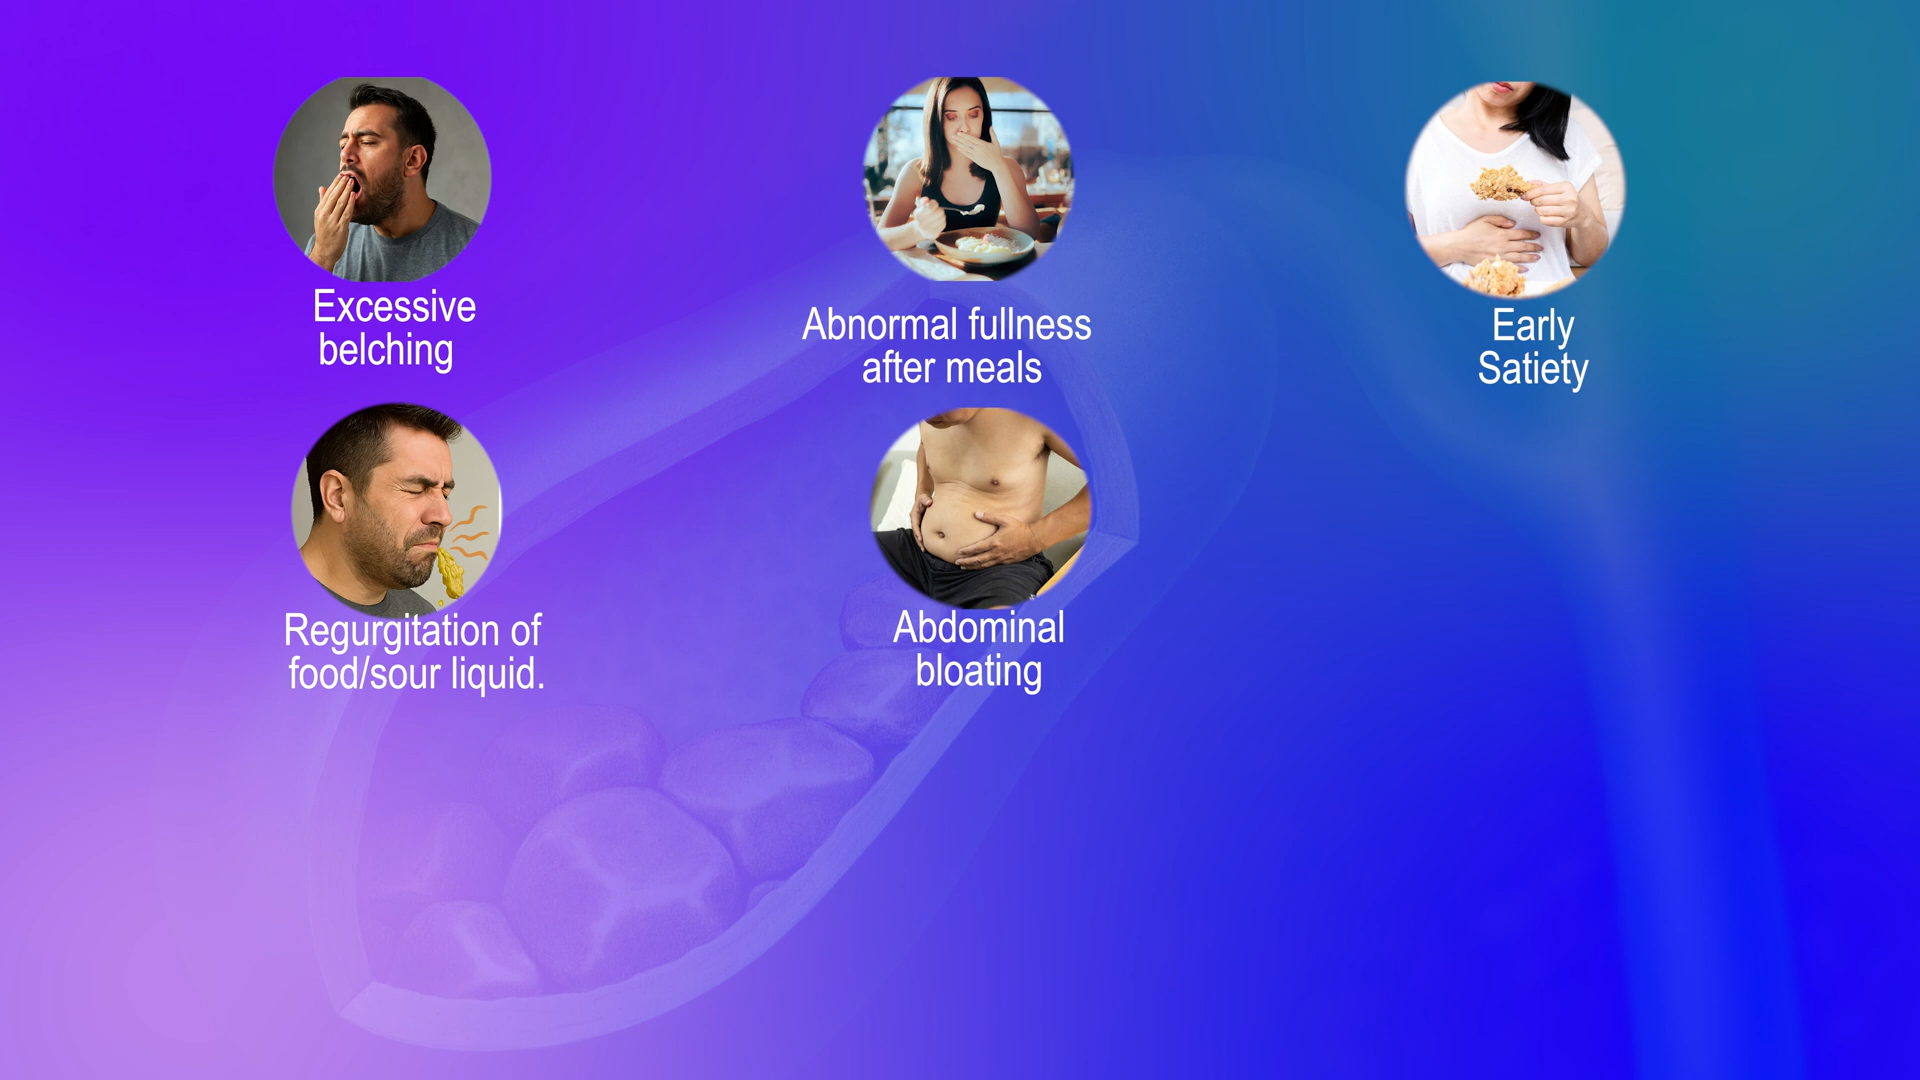 Excessive
belching
Abnormal fullness
after meals
Early
Satiety
Regurgitation of
food/sour liquid.
Abdominal
bloating